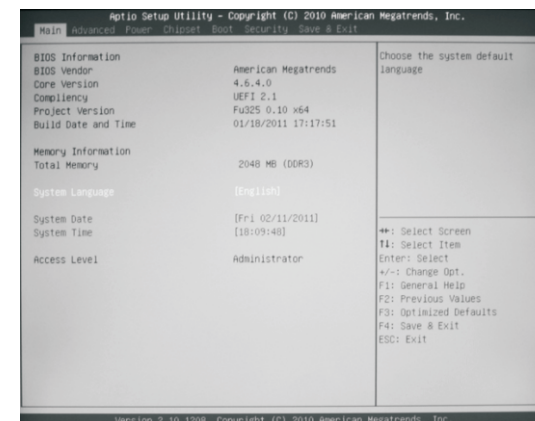 Aptio Setup Utility – Copyright (C) 2010 American Megatrends, Inc.
Main Advanced Power Chipset Boot Security Save & Exit
BIOS Information
BIOS Vendor American Megatrends
Core Version 4.6.4.0
Compliency UEFI 2.1
Project Version Fu325 0.10 x64
Build Date and Time 01/18/2011 17:17:51
Memory Information
Total Memory 2048 MB (DDR3)
System Language [English]
System Date [Fri 02/11/2011]
System Time [18:09:48]
Access Level Administrator
Choose the system default
language
→←: Select Screen
↑↓: Select Item
Enter: Select
+/-: Change Opt.
F1: General Help
F2: Previous Values
F3: Optimized Defaults
F4: Save & Exit
ESC: Exit
Version 2.10.1208. Copyright (C) 2010 American Megatrends, Inc.